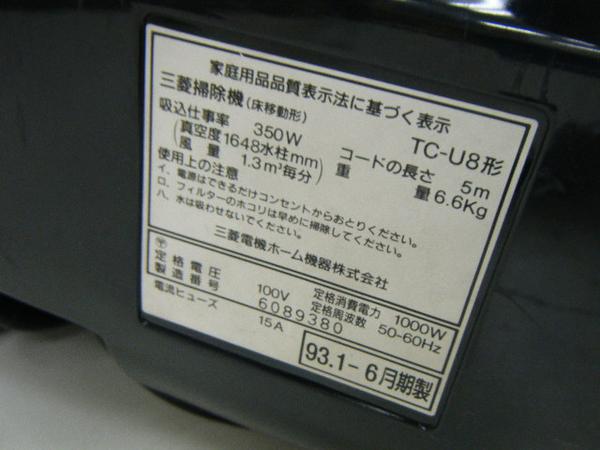 家庭用品品質表示法に基づく表示
三菱掃除機(床移動形) TC-U8形
吸込仕事率 350W コードの長さ 5m
(真空度 1648水柱mm) 重量 6.6Kg
(風量 1.3m³毎分)
使用上の注意
イ、電源はできるだけコンセントからおとりください。
ロ、フィルターのホコリは早めに掃除してください。
ハ、水は吸わせないでください。
三菱電機ホーム機器株式会社
〒
定格電圧 100V 定格消費電力 1000W
製造番号 6089380 定格周波数 50-60Hz
電流ヒューズ 15A
93.1-6月期製